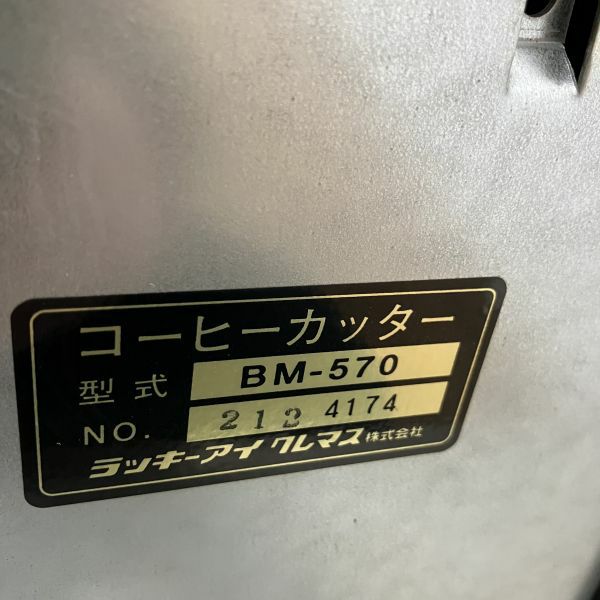 コーヒーカッター
型式 BM-570
NO. 212 4174
ラッキーアイクレマス株式会社